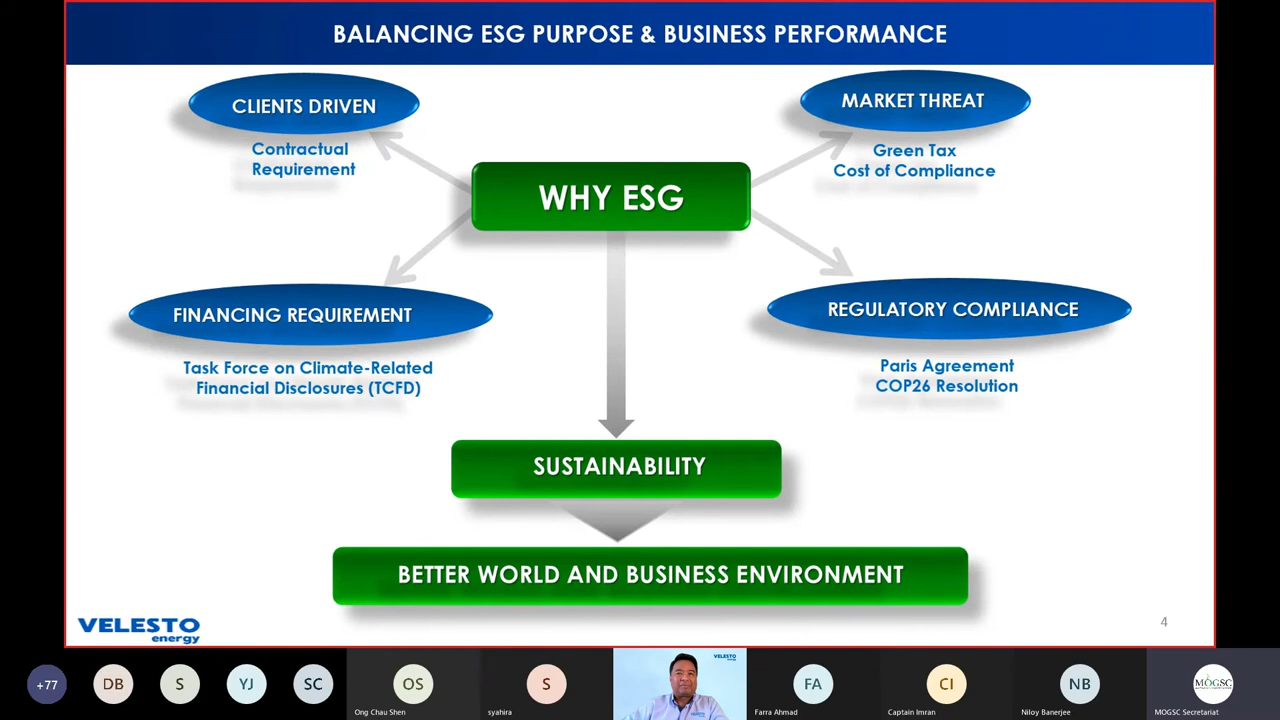 BALANCING ESG PURPOSE & BUSINESS PERFORMANCE
CLIENTS DRIVEN
Contractual
Requirement
MARKET THREAT
Green Tax
Cost of Compliance
WHY ESG
FINANCING REQUIREMENT
Task Force on Climate-Related
Financial Disclosures (TCFD)
REGULATORY COMPLIANCE
Paris Agreement
COP26 Resolution
SUSTAINABILITY
BETTER WORLD AND BUSINESS ENVIRONMENT
VELESTO
energy
4
+77
DB
S
YJ
SC
OS
Ong Chau Shen
S
syahira
VELESTO
energy
FA
Farra Ahmad
CI
Captain Imran
NB
Niloy Banerjee
MOGSC
MOGSC Secretariat